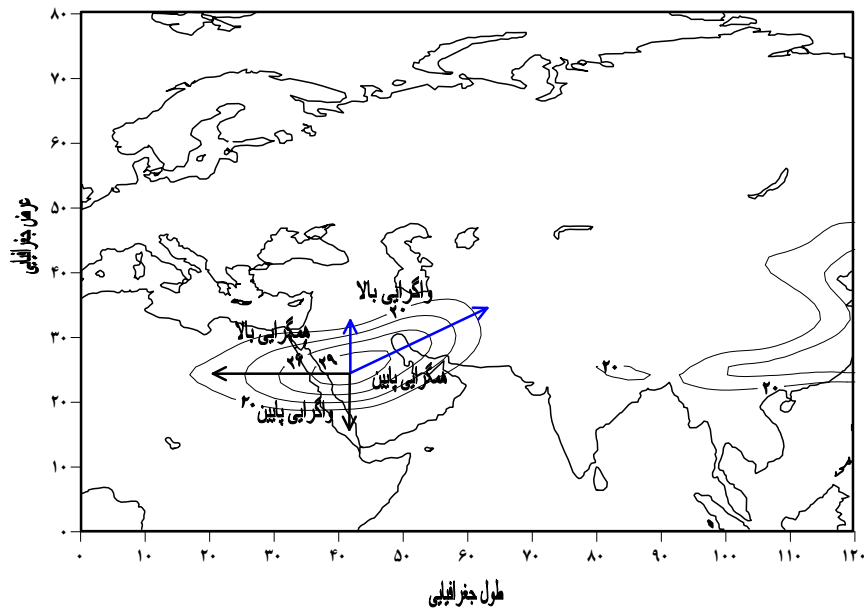 ۸۰
۷۰
۶۰
۵۰
۴۰
۳۰
۲۰
۱۰
۰
عرض جغرافیایی
واگرایی بالا
۲۰
همگرایی بالا
۲۶ ۲۹
همگرایی پایین
۲۰ واگرایی پایین
۲۰
۲۰
۰ ۱۰ ۲۰ ۳۰ ۴۰ ۵۰ ۶۰ ۷۰ ۸۰ ۹۰ ۱۰۰ ۱۱۰ ۱۲۰
طول جغرافیایی